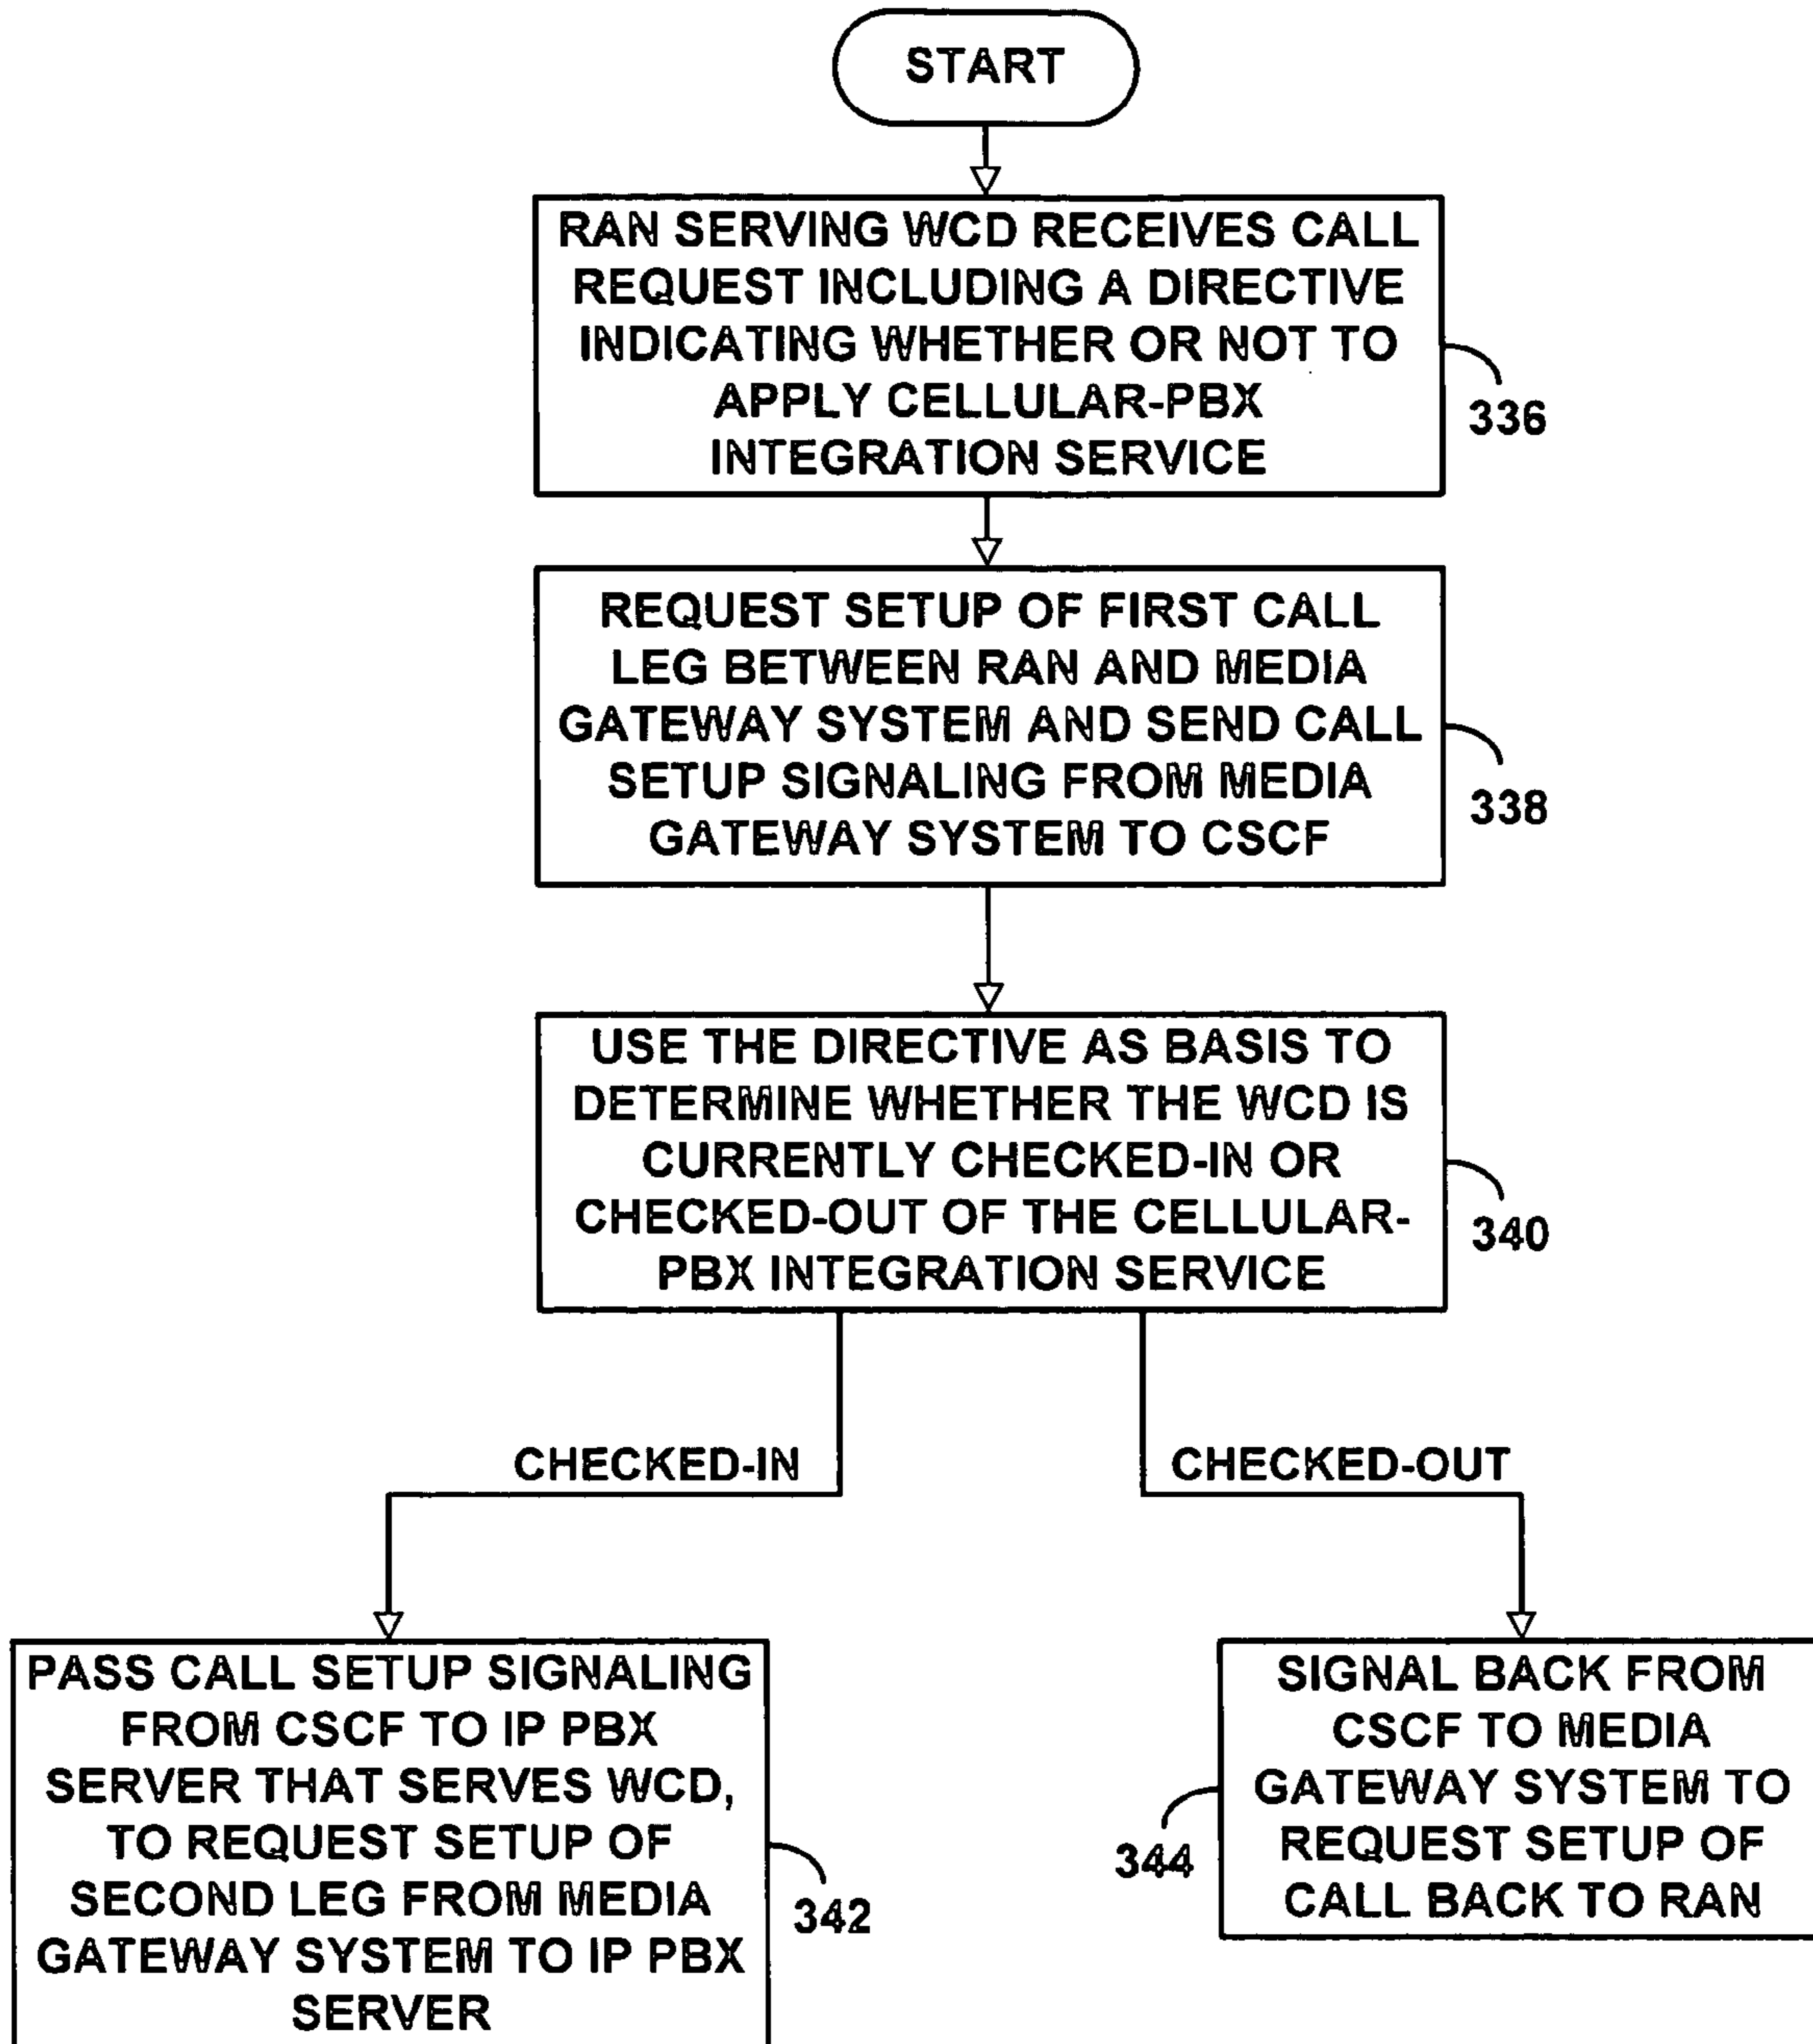 START
RAN SERVING WCD RECEIVES CALL
REQUEST INCLUDING A DIRECTIVE
INDICATING WHETHER OR NOT TO
APPLY CELLULAR-PBX
INTEGRATION SERVICE
336
REQUEST SETUP OF FIRST CALL
LEG BETWEEN RAN AND MEDIA
GATEWAY SYSTEM AND SEND CALL
SETUP SIGNALING FROM MEDIA
GATEWAY SYSTEM TO CSCF
338
USE THE DIRECTIVE AS BASIS TO
DETERMINE WHETHER THE WCD IS
CURRENTLY CHECKED-IN OR
CHECKED-OUT OF THE CELLULAR-
PBX INTEGRATION SERVICE
340
CHECKED-IN
CHECKED-OUT
PASS CALL SETUP SIGNALING
FROM CSCF TO IP PBX
SERVER THAT SERVES WCD,
TO REQUEST SETUP OF
SECOND LEG FROM MEDIA
GATEWAY SYSTEM TO IP PBX
SERVER
342
SIGNAL BACK FROM
CSCF TO MEDIA
GATEWAY SYSTEM TO
REQUEST SETUP OF
CALL BACK TO RAN
344